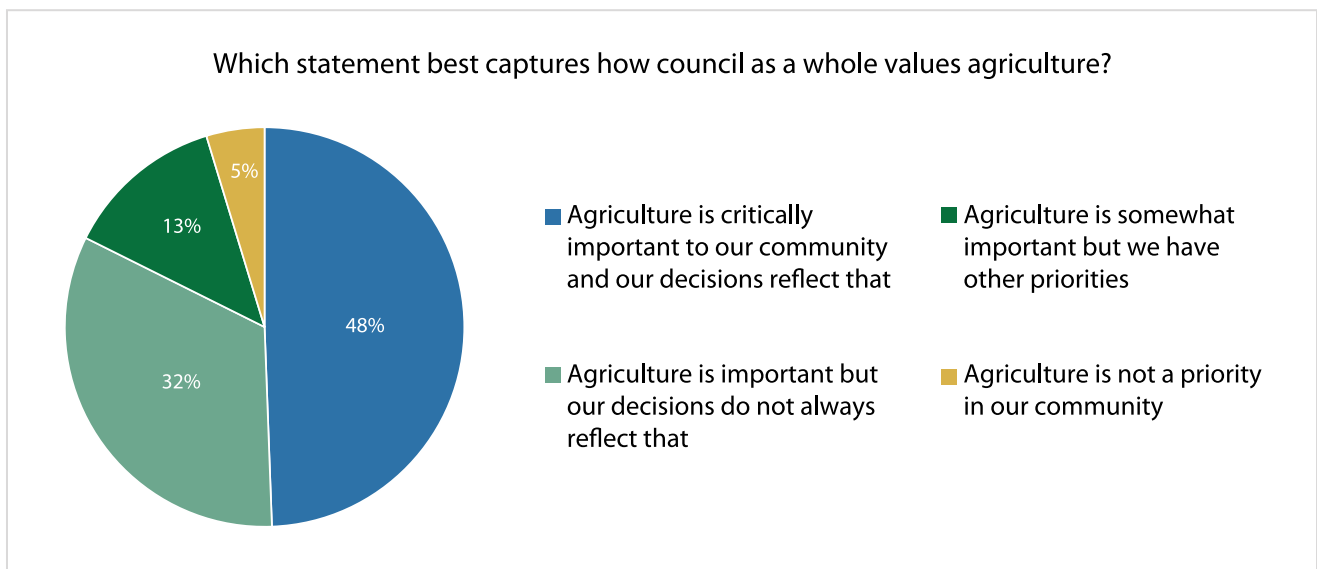 Which statement best captures how council as a whole values agriculture?
5%
13%
48%
32%
Agriculture is critically
important to our community
and our decisions reflect that
Agriculture is important but
our decisions do not always
reflect that
Agriculture is somewhat
important but we have
other priorities
Agriculture is not a priority
in our community